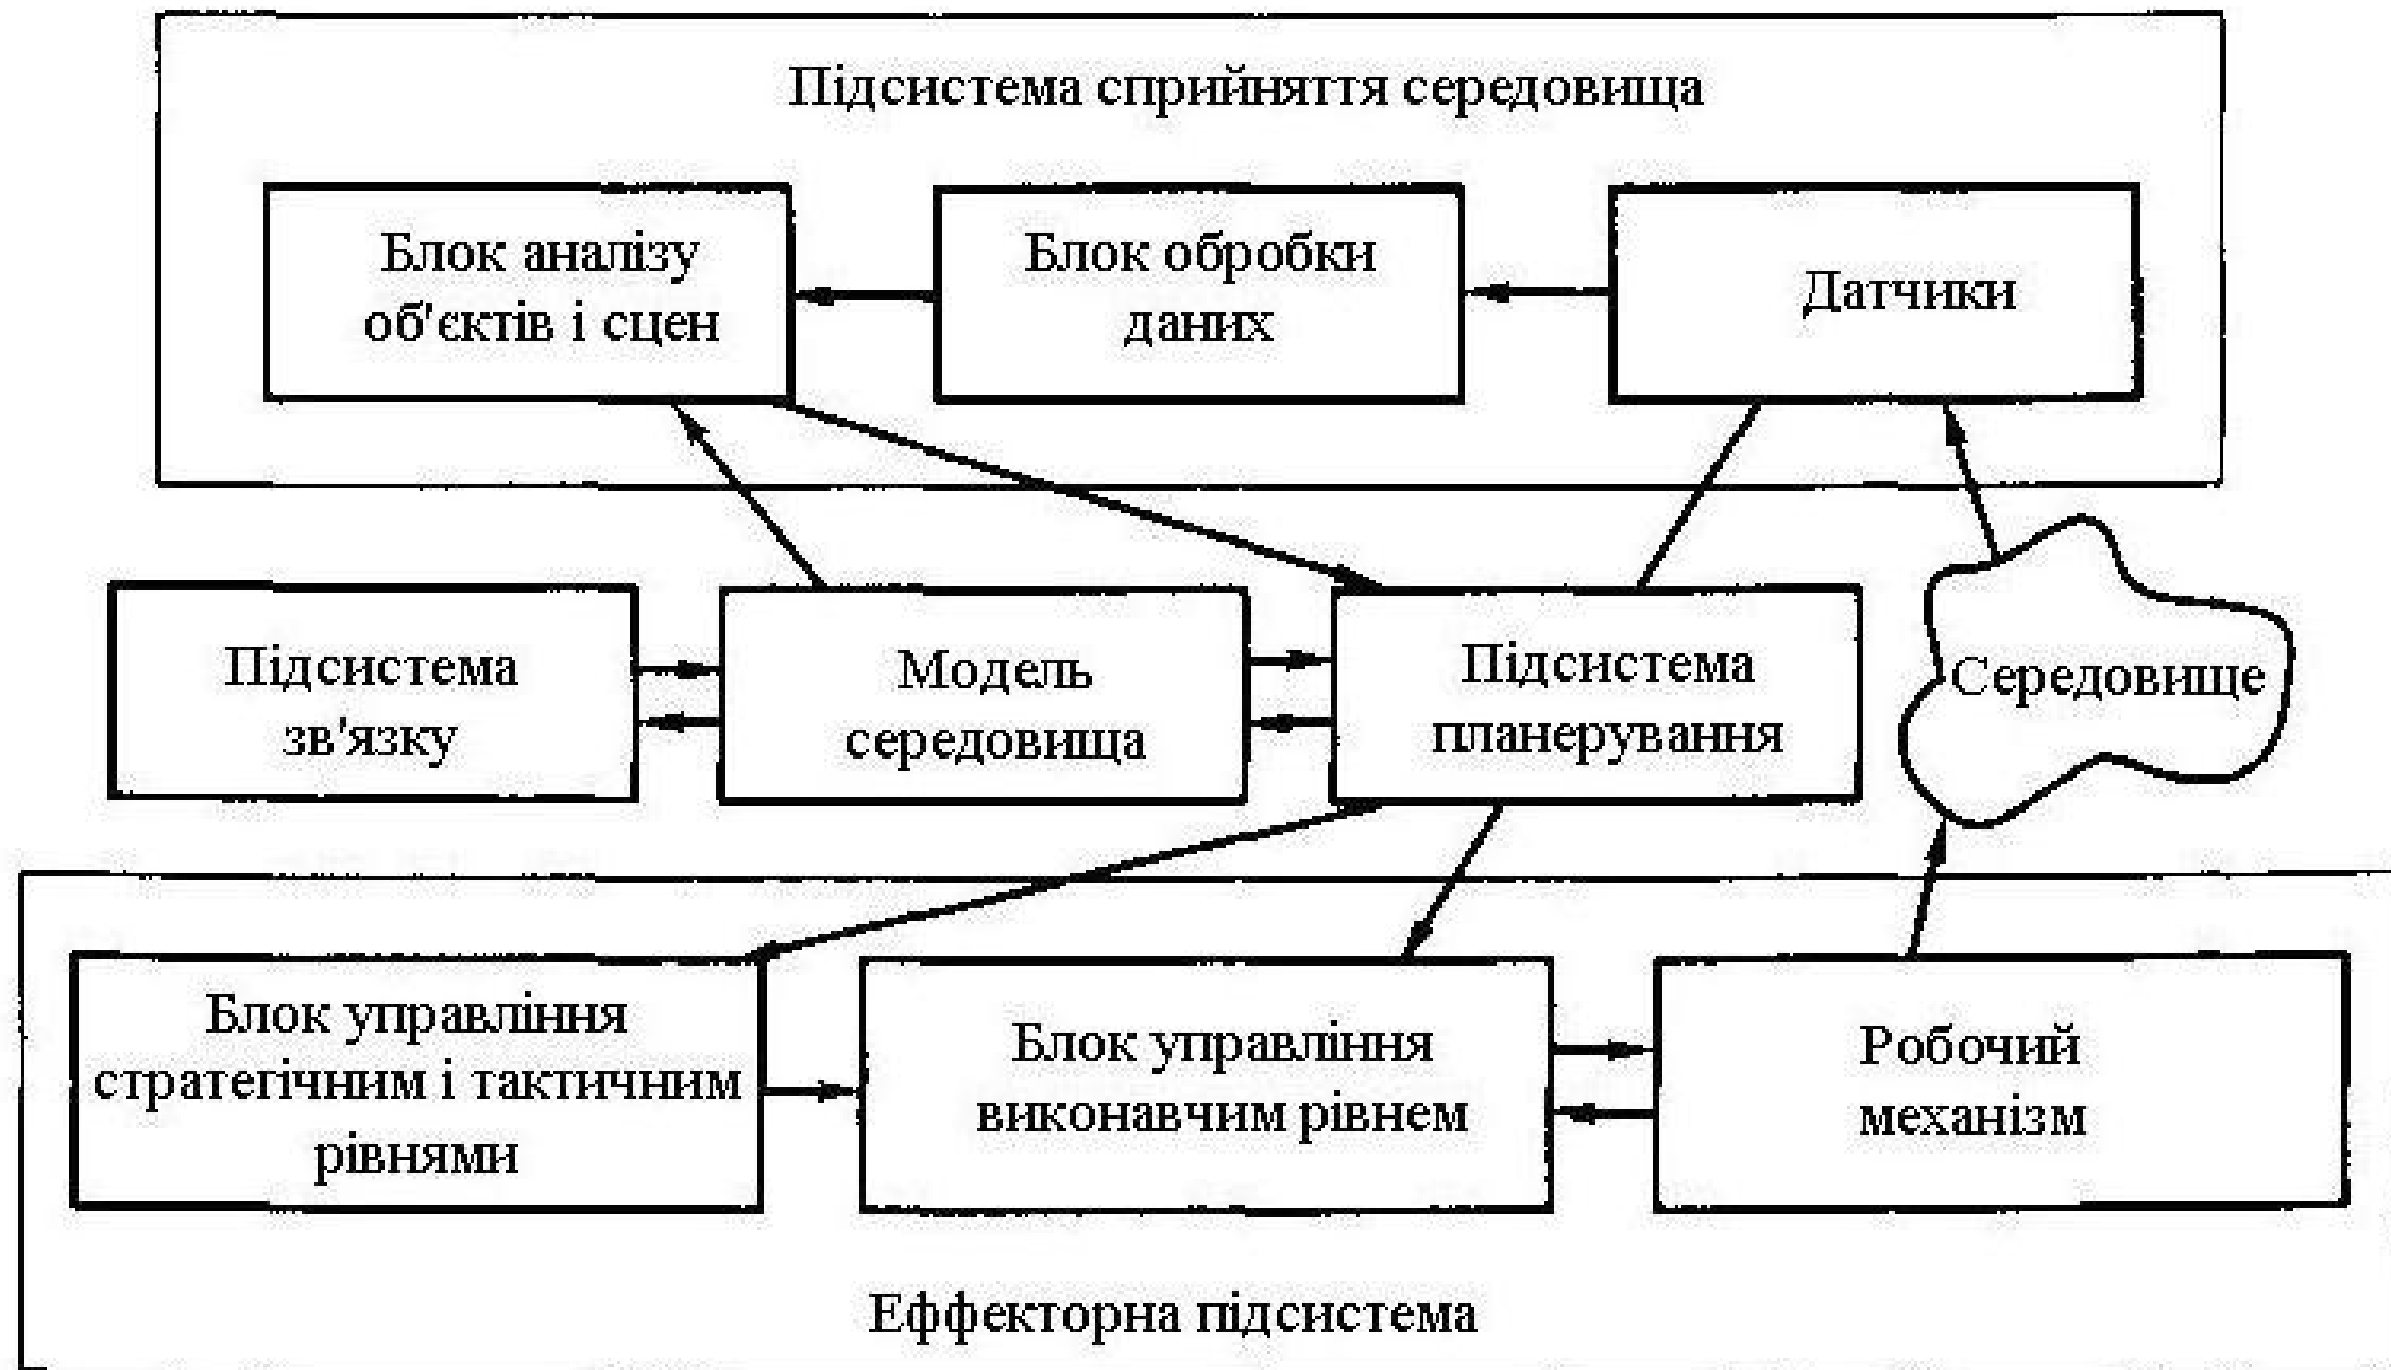 Підсистема сприйняття середовища
Блок аналізу
об'єктів і сцен
Блок обробки
даних
Датчики
Підсистема
зв'язку
Модель
середовища
Підсистема
планерування
Середовище
Блок управління
стратегічним і тактичним
рівнями
Блок управління
виконавчим рівнем
Робочий
механізм
Еффекторна підсистема